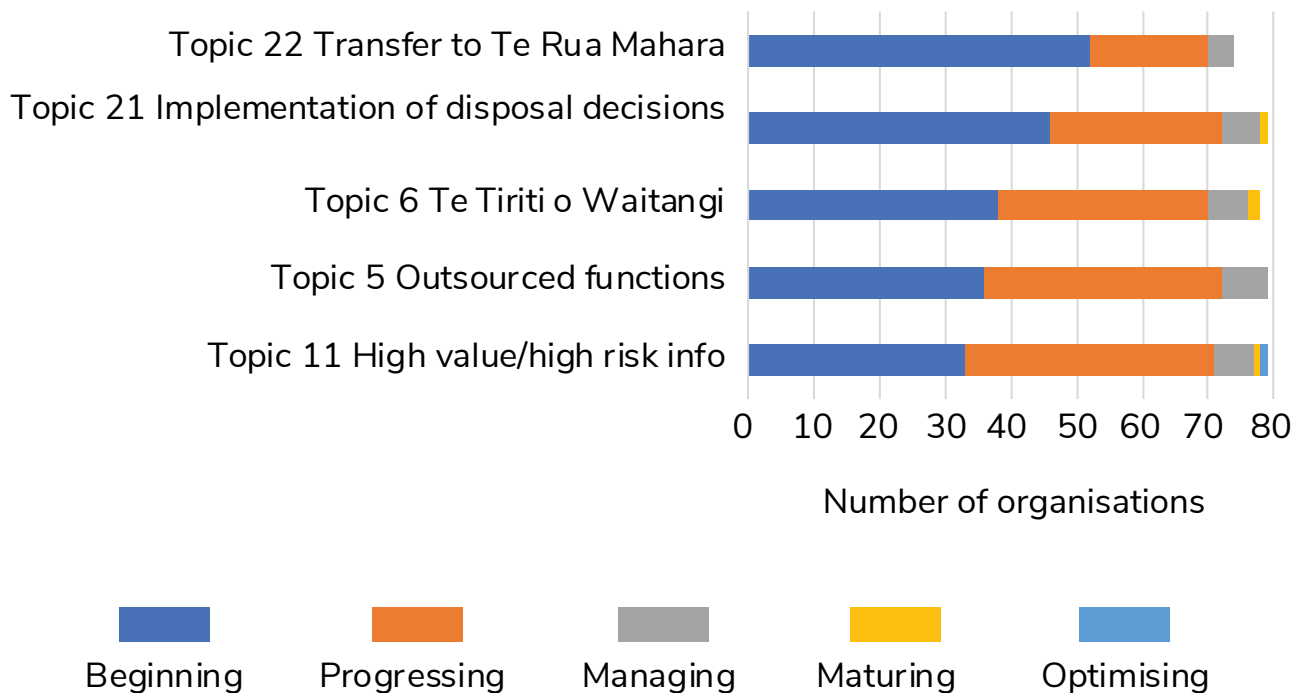 Topic 22 Transfer to Te Rua Mahara
Topic 21 Implementation of disposal decisions
Topic 6 Te Tiriti o Waitangi
Topic 5 Outsourced functions
Topic 11 High value/high risk info
0 10 20 30 40 50 60 70 80
Number of organisations
Beginning Progressing Managing Maturing Optimising